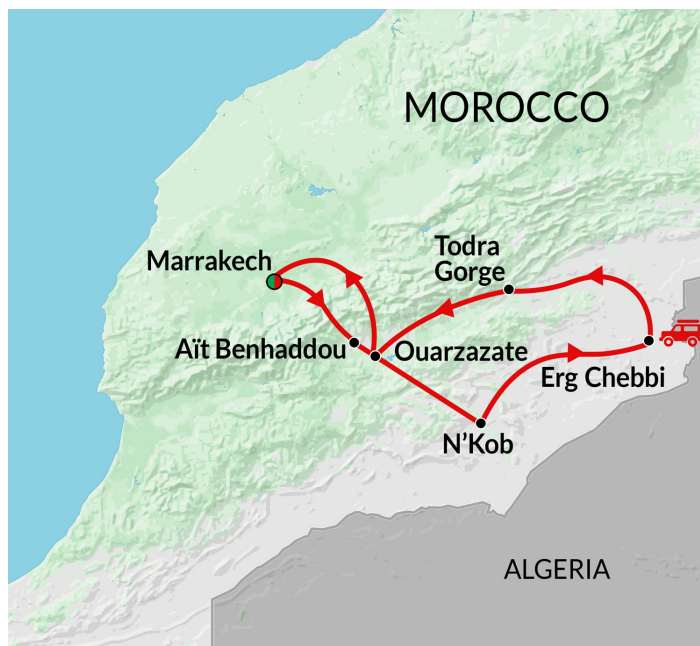 MOROCCO
Todra
Gorge
Marrakech
Aït Benhaddou
Ouarzazate
Erg Chebbi
N’Kob
ALGERIA